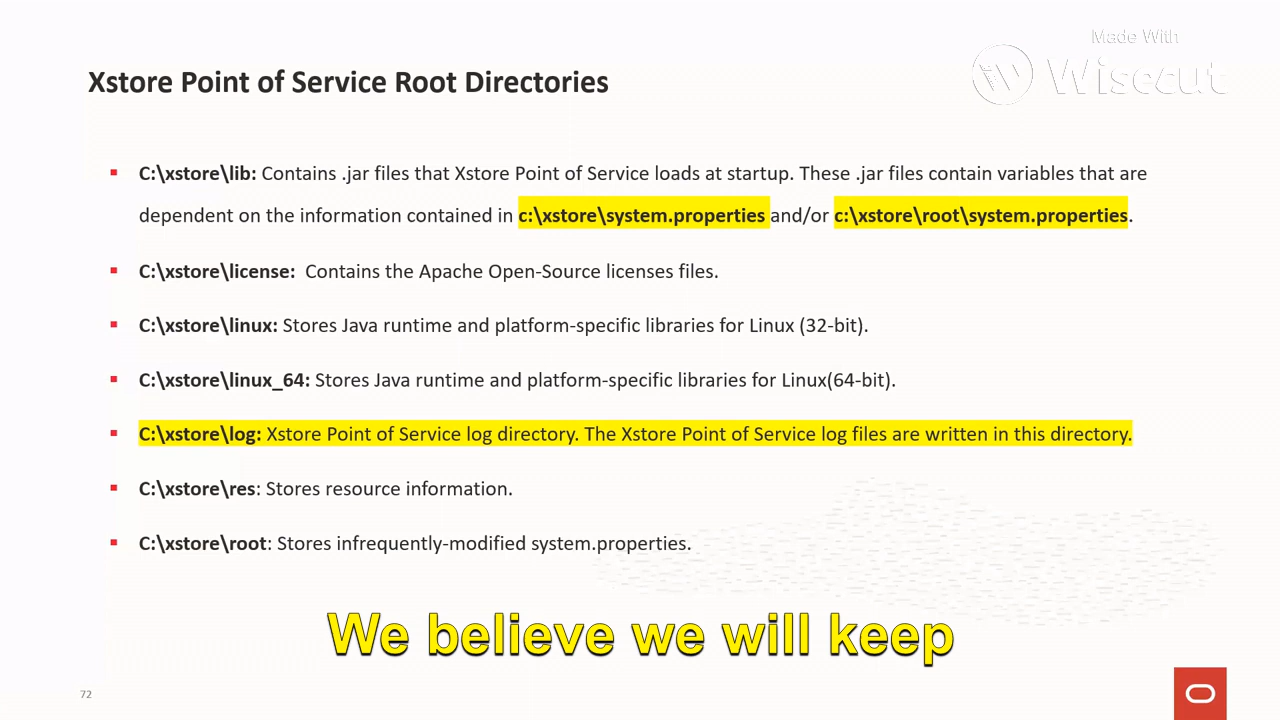 Made With
Wisecut
Xstore Point of Service Root Directories
▪ C:\xstore\lib: Contains .jar files that Xstore Point of Service loads at startup. These .jar files contain variables that are
dependent on the information contained in c:\xstore\system.properties and/or c:\xstore\root\system.properties.
▪ C:\xstore\license: Contains the Apache Open-Source licenses files.
▪ C:\xstore\linux: Stores Java runtime and platform-specific libraries for Linux (32-bit).
▪ C:\xstore\linux_64: Stores Java runtime and platform-specific libraries for Linux(64-bit).
▪ C:\xstore\log: Xstore Point of Service log directory. The Xstore Point of Service log files are written in this directory.
▪ C:\xstore\res: Stores resource information.
▪ C:\xstore\root: Stores infrequently-modified system.properties.
We believe we will keep
72